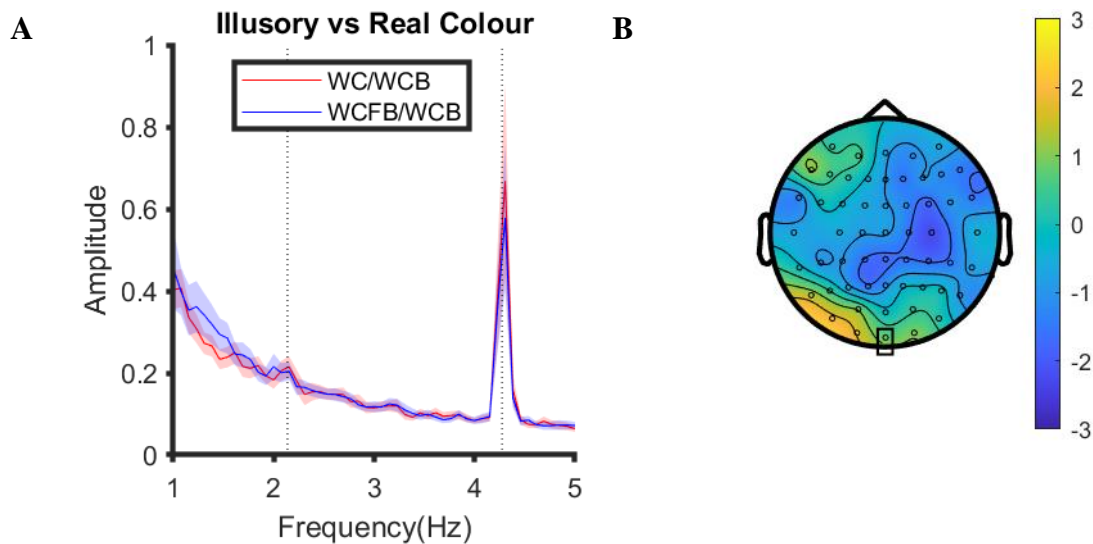 A
Illusory vs Real Colour
WC/WCB
WCFB/WCB
1
0.8
0.6
0.4
0.2
0
Amplitude
1 2 3 4 5
Frequency(Hz)
B
3
2
1
0
-1
-2
-3